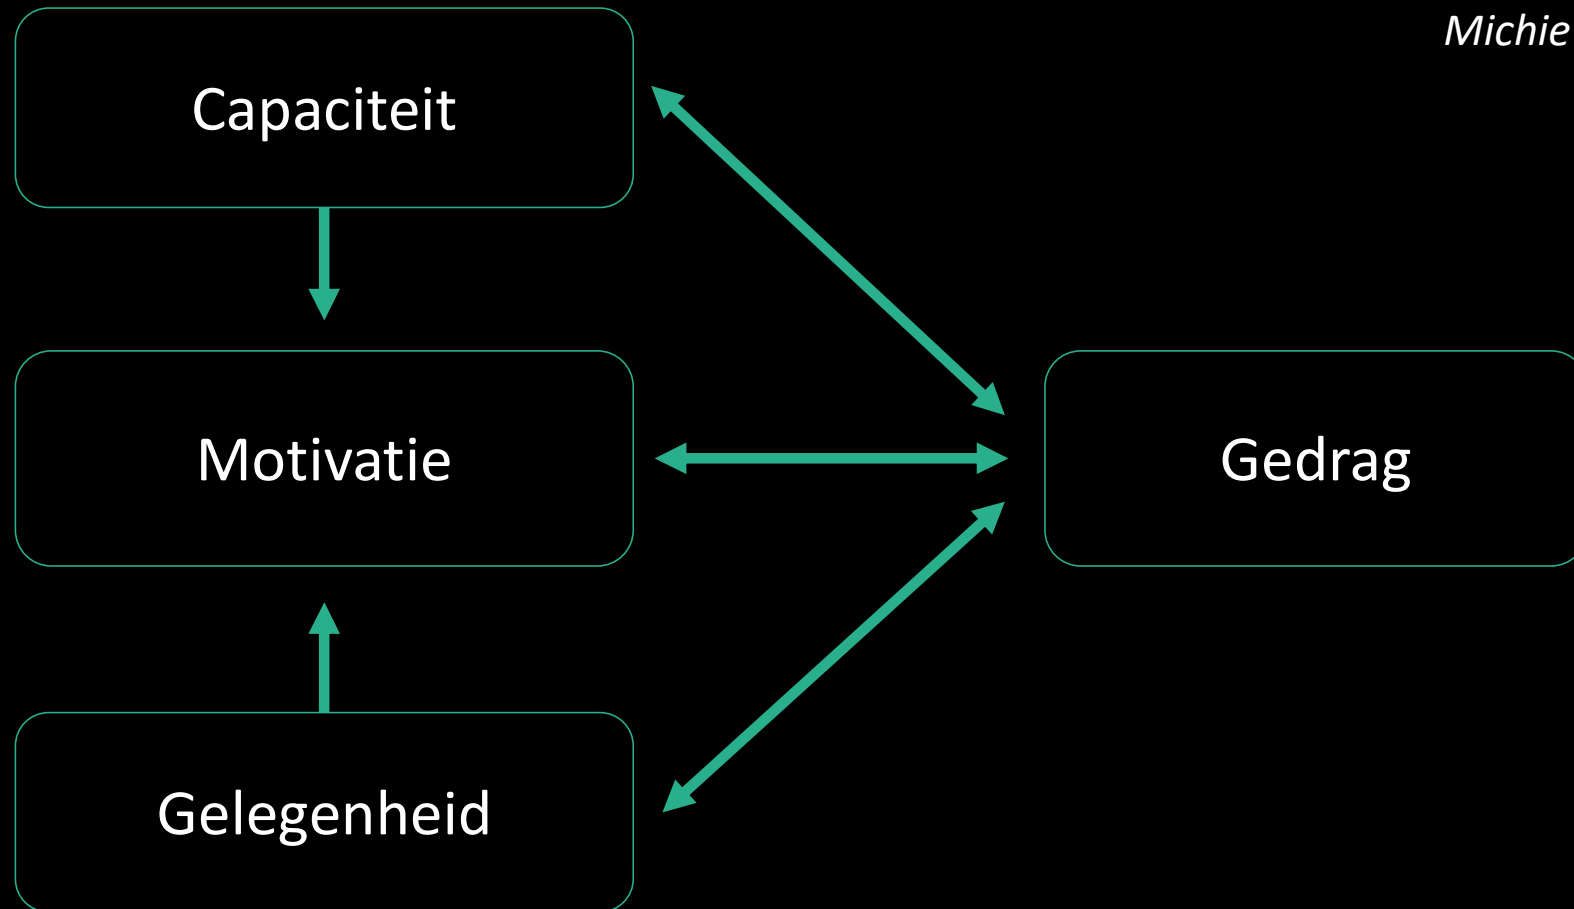 Michie
Capaciteit
Motivatie
Gedrag
Gelegenheid